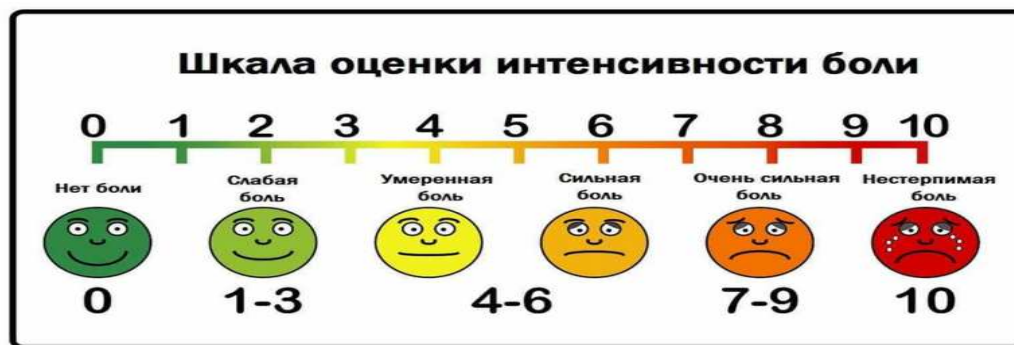 Шкала оценки интенсивности боли
0 1 2 3 4 5 6 7 8 9 10
Нет боли
Слабая
боль
Умеренная
боль
Сильная
боль
Очень сильная
боль
Нестерпимая
боль
0 1-3 4-6 7-9 10